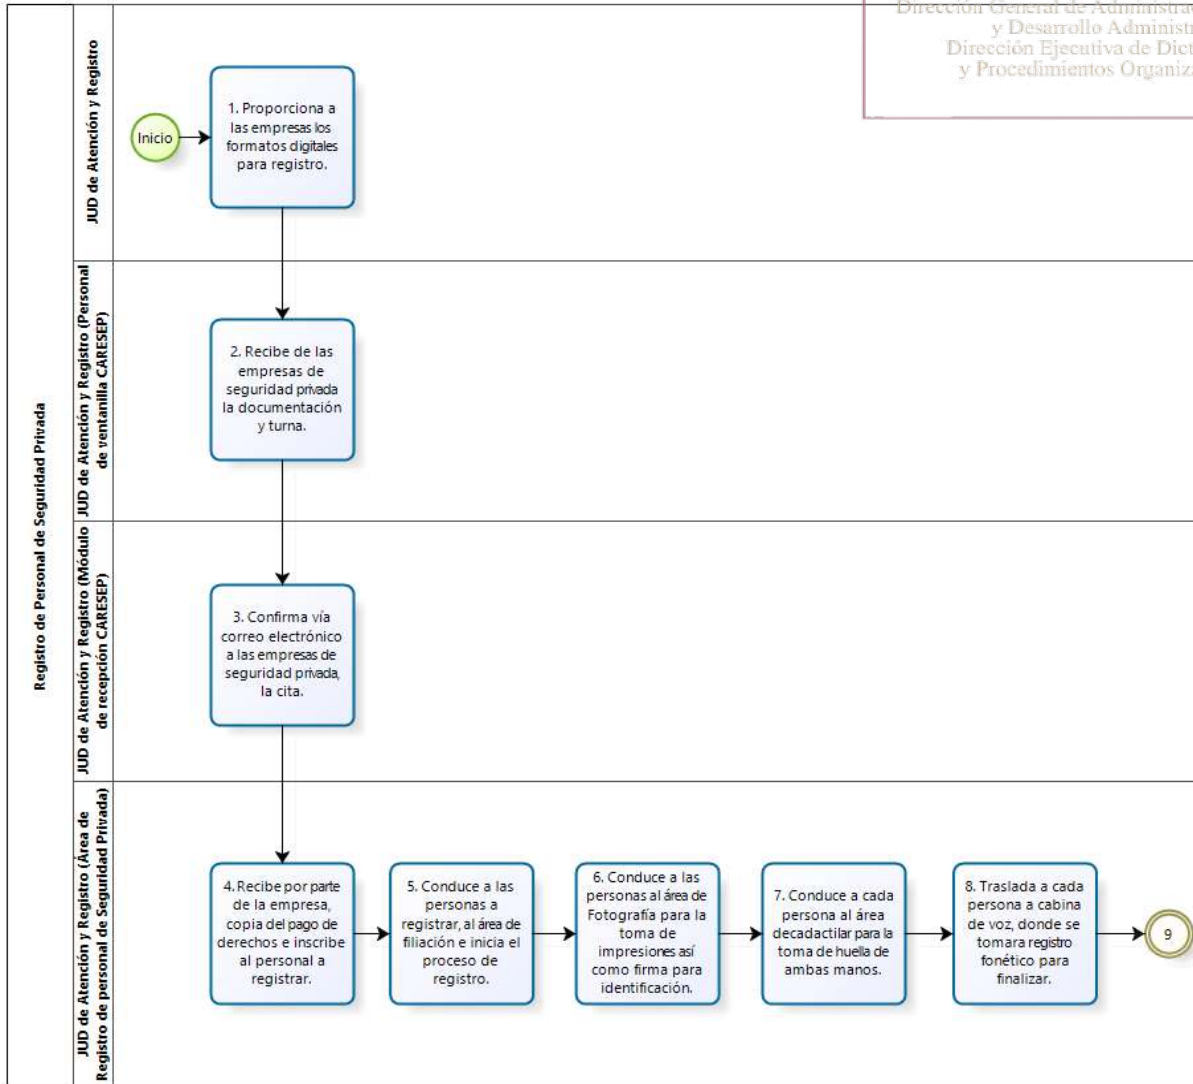 Dirección General de Administra
y Desarrollo Administ
Dirección Ejecutiva de Dict
y Procedimientos Organiz
Registro de Personal de Seguridad Privada
JUD de Atención y Registro
Inicio
1. Proporciona a
las empresas los
formatos digitales
para registro.
JUD de Atención y Registro (Personal
de ventanilla CARESEP)
2. Recibe de las
empresas de
seguridad privada
la documentación
y turna.
JUD de Atención y Registro (Módulo
de recepción CARESEP)
3. Confirma vía
correo electrónico
a las empresas de
seguridad privada,
la cita.
JUD de Atención y Registro (Área de
Registro de personal de Seguridad Privada)
4. Recibe por parte
de la empresa,
copia del pago de
derechos e inscribe
al personal a
registrar.
5. Conduce a las
personas a
registrar, al área de
filiación e inicia el
proceso de
registro.
6. Conduce a las
personas al área de
Fotografía para la
toma de
impresiones así
como firma para
identificación.
7. Conduce a cada
persona al área
decadactilar para la
toma de huella de
ambas manos.
8. Traslada a cada
persona a cabina
de voz, donde se
tomara registro
fonético para
finalizar.
9